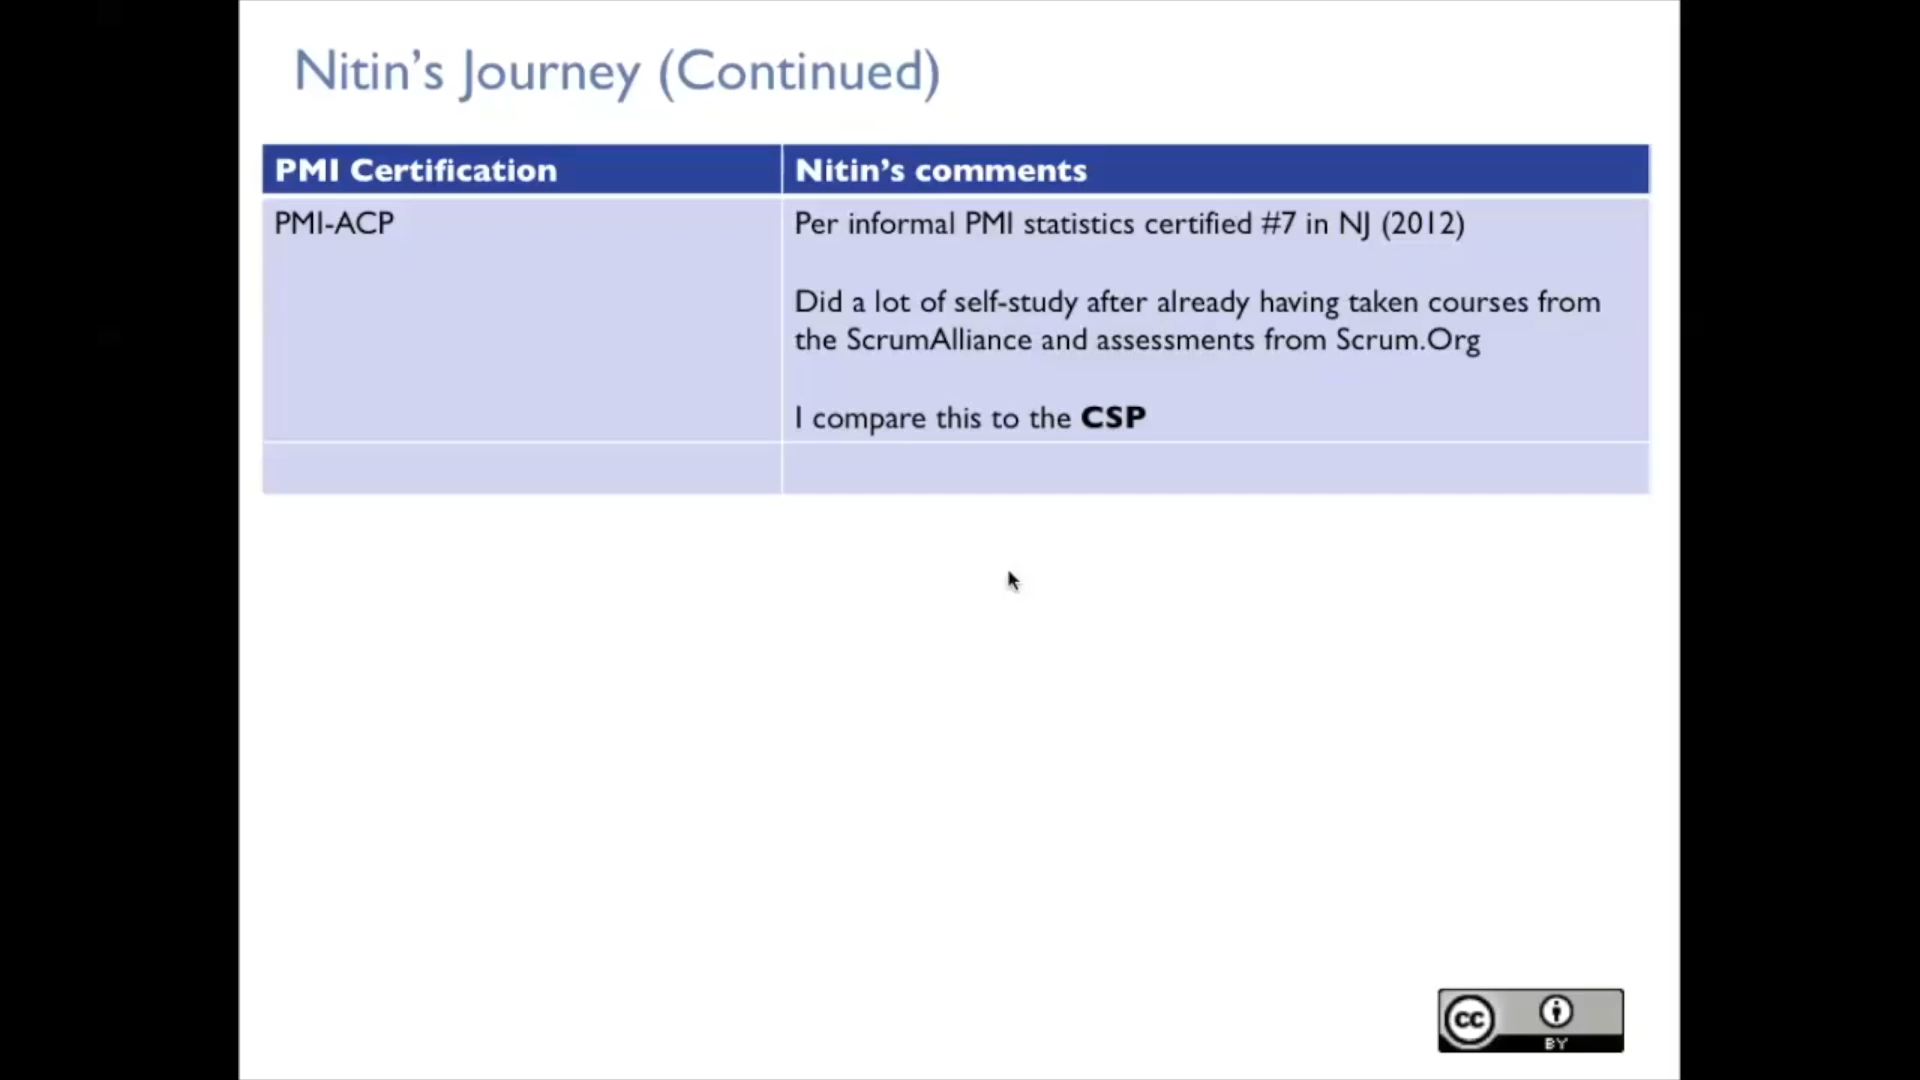 Nitin’s Journey (Continued)
PMI Certification
Nitin’s comments
PMI-ACP
Per informal PMI statistics certified #7 in NJ (2012)
Did a lot of self-study after already having taken courses from
the ScrumAlliance and assessments from Scrum.Org
I compare this to the CSP
cc
BY